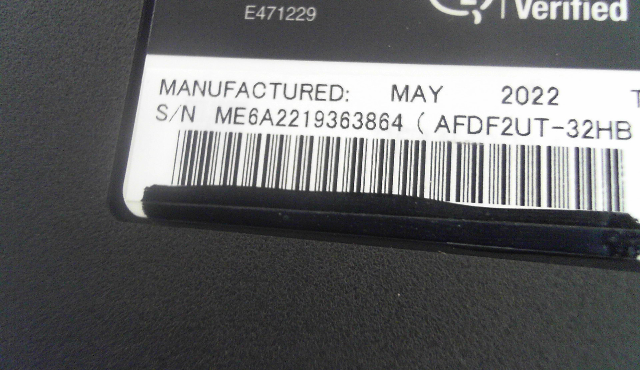 E471229
Verified
MANUFACTURED: MAY 2022 T
S/N ME6A2219363864 ( AFDF2UT-32HB